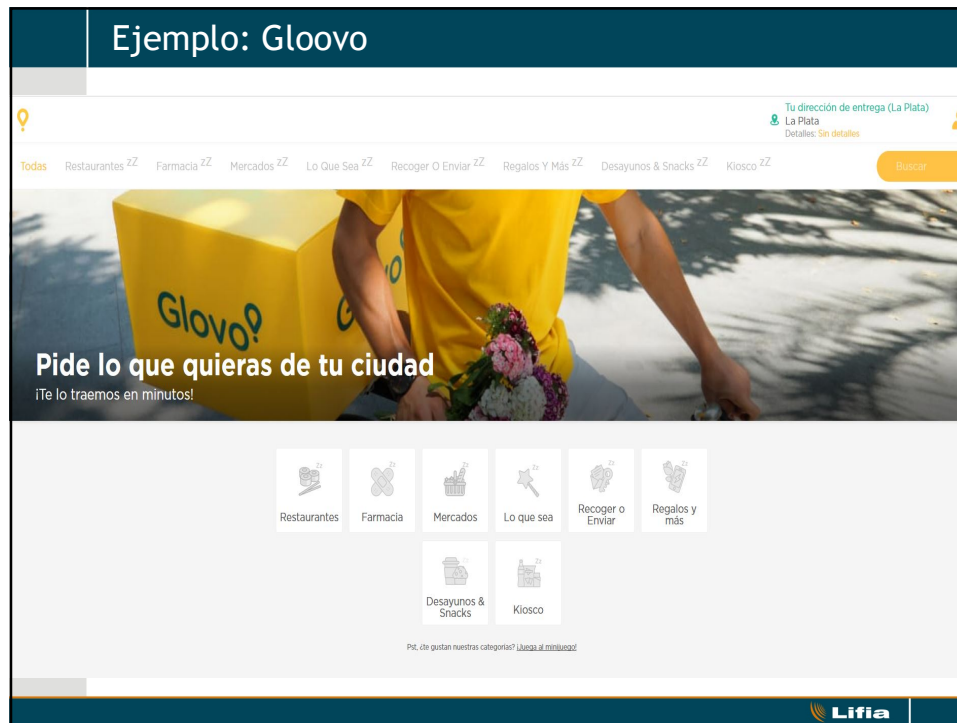 Ejemplo: Gloovo
Tu dirección de entrega (La Plata)
La Plata
Detalles: Sin detalles
Todas Restaurantes zZ Farmacia zZ Mercados zZ Lo Que Sea zZ Recoger O Enviar zZ Regalos Y Más zZ Desayunos & Snacks zZ Kiosco zZ Buscar
Glovo
Pide lo que quieras de tu ciudad
¡Te lo traemos en minutos!
Restaurantes
Farmacia
Mercados
Lo que sea
Recoger o
Enviar
Regalos y
más
Desayunos &
Snacks
Kiosco
Pst, ¿te gustan nuestras categorías? ¡Juega al minijuego!
Lifia